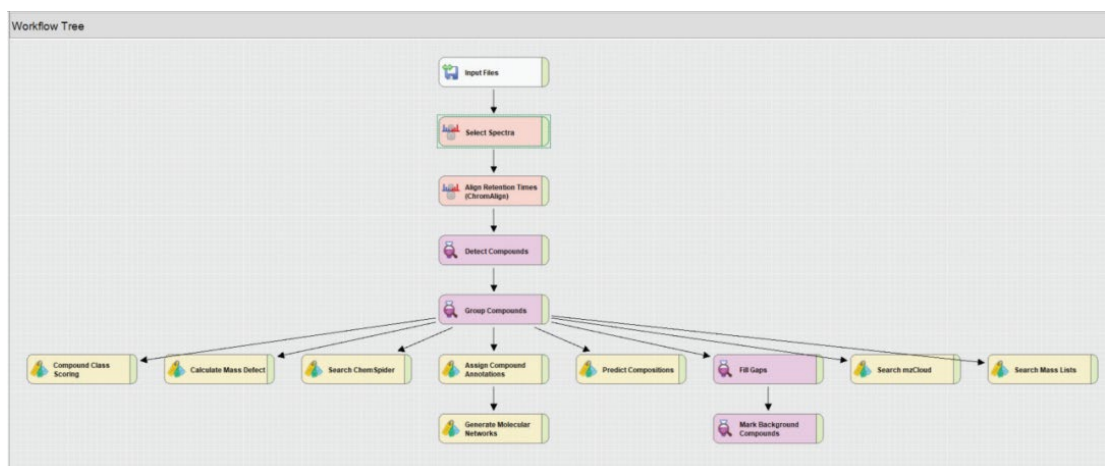 Workflow Tree
Input Files
Select Spectra
Align Retention Times
(ChromAlign)
Detect Compounds
Group Compounds
Compound Class
Scoring
Calculate Mass Defect
Search ChemSpider
Assign Compound
Annotations
Predict Compositions
Fill Gaps
Search mzCloud
Search Mass Lists
Generate Molecular
Networks
Mark Background
Compounds